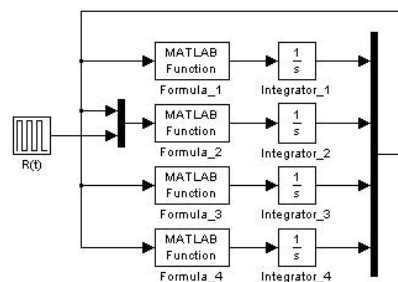 MATLAB
Function
Formula_1
1
s
Integrator_1
MATLAB
Function
Formula_2
1
s
Integrator_2
R(t)
MATLAB
Function
Formula_3
1
s
Integrator_3
MATLAB
Function
Formula_4
1
s
Integrator_4